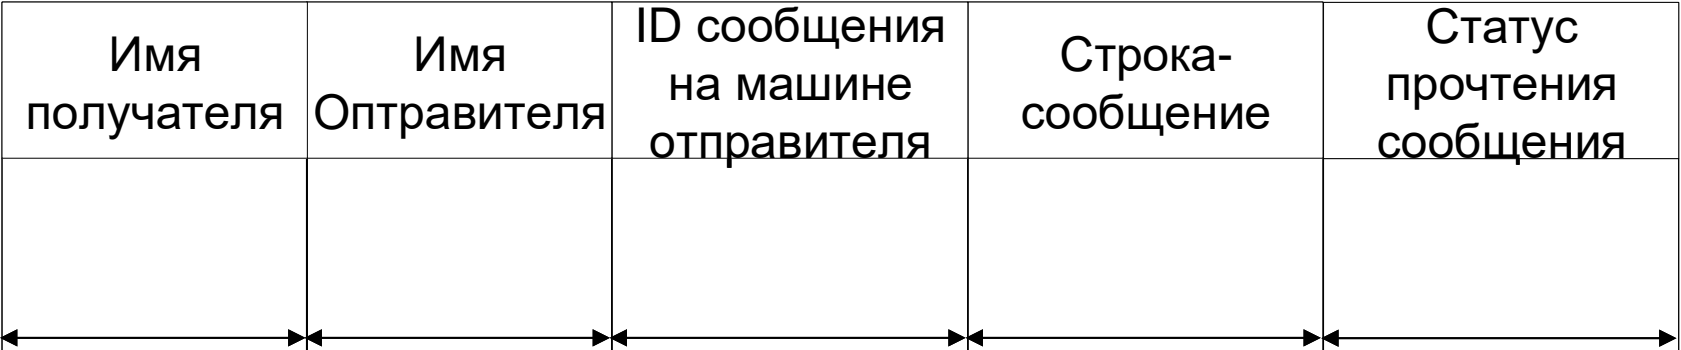 Имя
получателя
Имя
Оптравителя
ID сообщения
на машине
отправителя
Строка-
сообщение
Статус
прочтения
сообщения